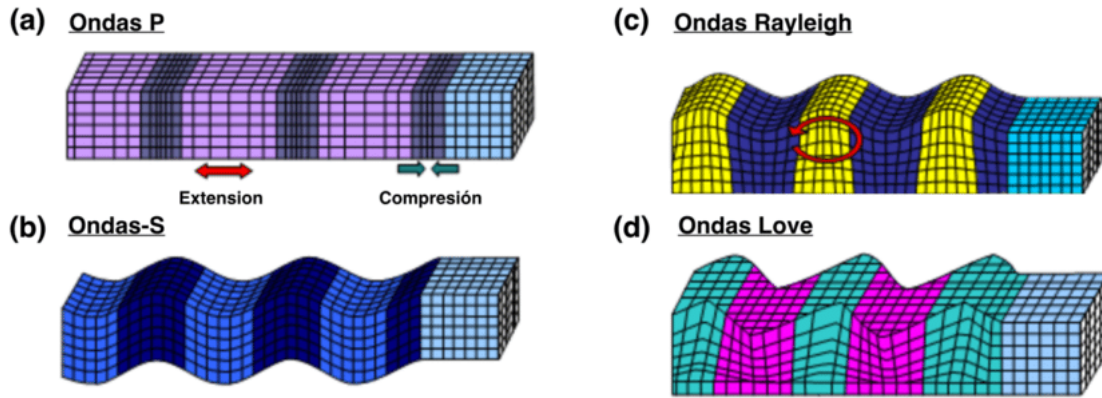 (a) Ondas P
Extension
Compresión
(b) Ondas-S
(c) Ondas Rayleigh
(d) Ondas Love